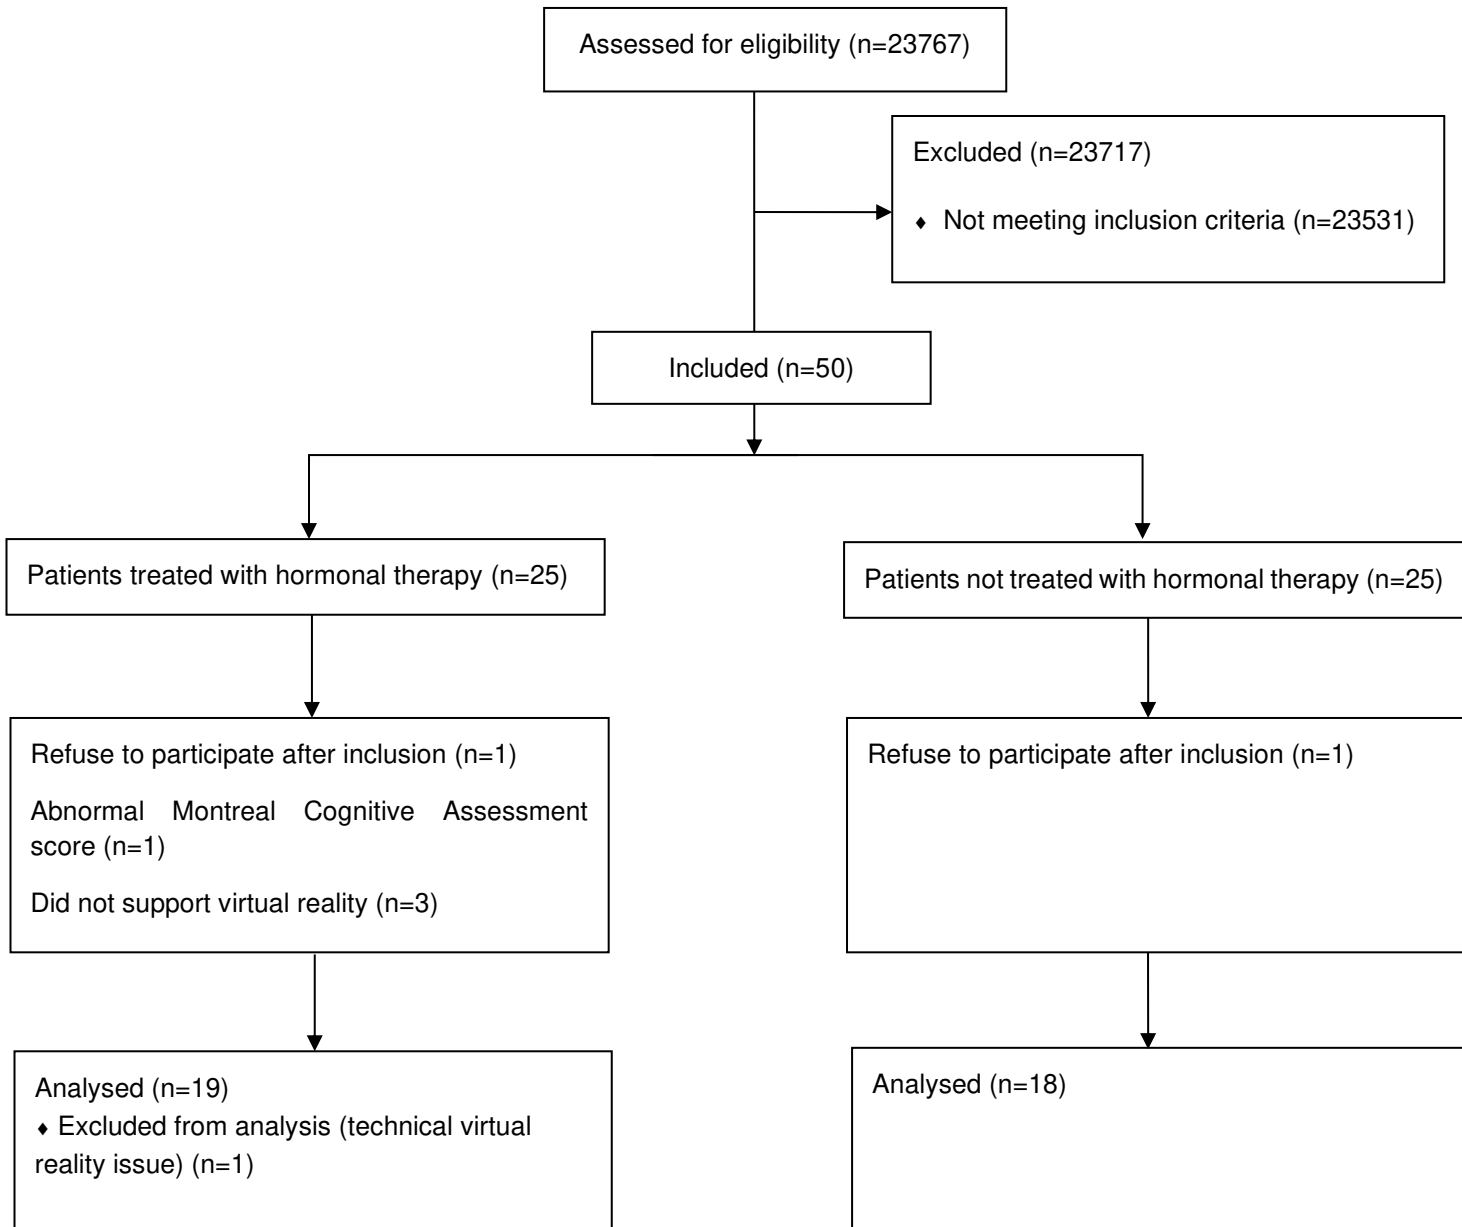 Assessed for eligibility (n=23767)
Excluded (n=23717)
♦ Not meeting inclusion criteria (n=23531)
Included (n=50)
Patients treated with hormonal therapy (n=25)
Patients not treated with hormonal therapy (n=25)
Refuse to participate after inclusion (n=1)
Abnormal Montreal Cognitive Assessment
score (n=1)
Did not support virtual reality (n=3)
Refuse to participate after inclusion (n=1)
Analysed (n=19)
♦ Excluded from analysis (technical virtual
reality issue) (n=1)
Analysed (n=18)